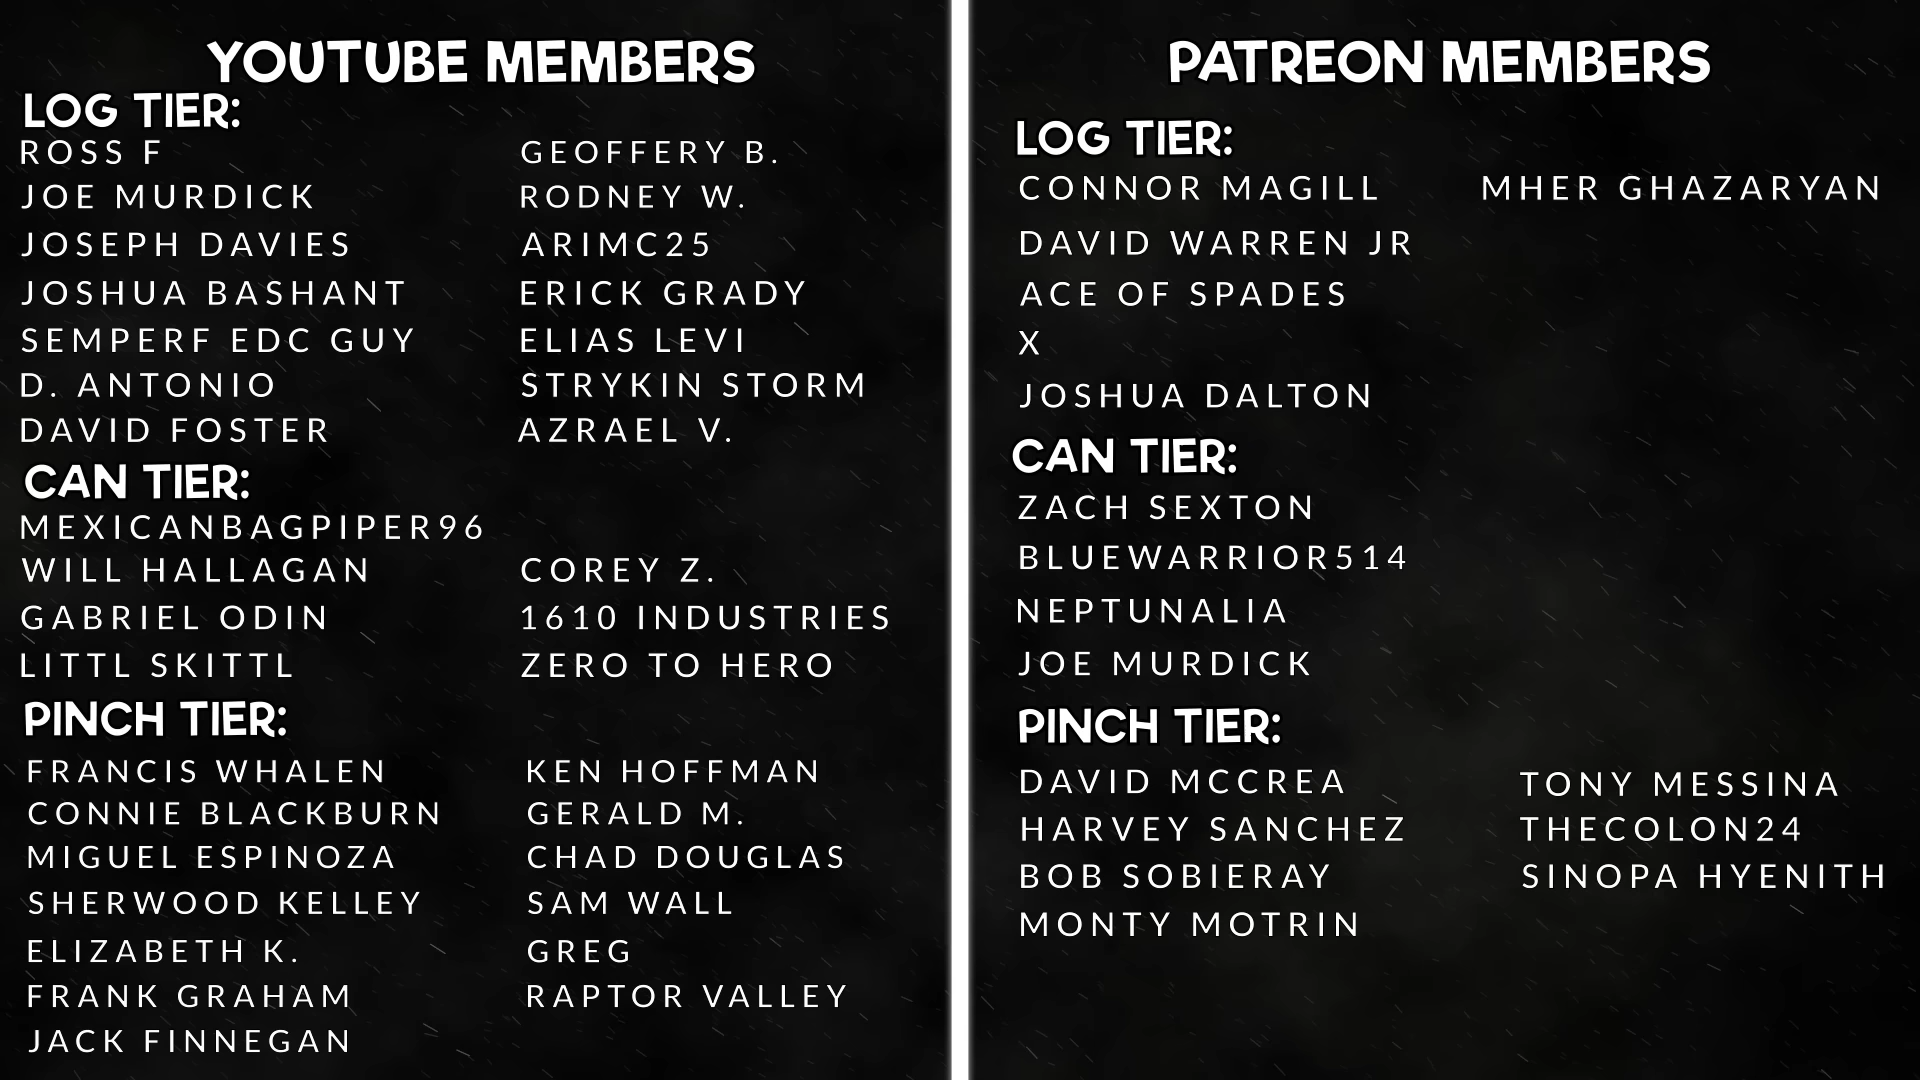 YOUTUBE MEMBERS
LOG TIER:
ROSS F
JOE MURDICK
JOSEPH DAVIES
JOSHUA BASHANT
SEMPERF EDC GUY
D. ANTONIO
DAVID FOSTER
GEOFFERY B.
RODNEY W.
ARIMC25
ERICK GRADY
ELIAS LEVI
STRYKIN STORM
AZRAEL V.
CAN TIER:
MEXICANBAGPIPER96
WILL HALLAGAN
GABRIEL ODIN
LITTL SKITTL
COREY Z.
1610 INDUSTRIES
ZERO TO HERO
PINCH TIER:
FRANCIS WHALEN
CONNIE BLACKBURN
MIGUEL ESPINOZA
SHERWOOD KELLEY
ELIZABETH K.
FRANK GRAHAM
JACK FINNEGAN
KEN HOFFMAN
GERALD M.
CHAD DOUGLAS
SAM WALL
GREG
RAPTOR VALLEY
PATREON MEMBERS
LOG TIER:
CONNOR MAGILL
DAVID WARREN JR
ACE OF SPADES
X
JOSHUA DALTON
MHER GHAZARYAN
CAN TIER:
ZACH SEXTON
BLUEWARRIOR514
NEPTUNALIA
JOE MURDICK
PINCH TIER:
DAVID MCCREA
HARVEY SANCHEZ
BOB SOBIERAY
MONTY MOTRIN
TONY MESSINA
THECOLON24
SINOPA HYENITH